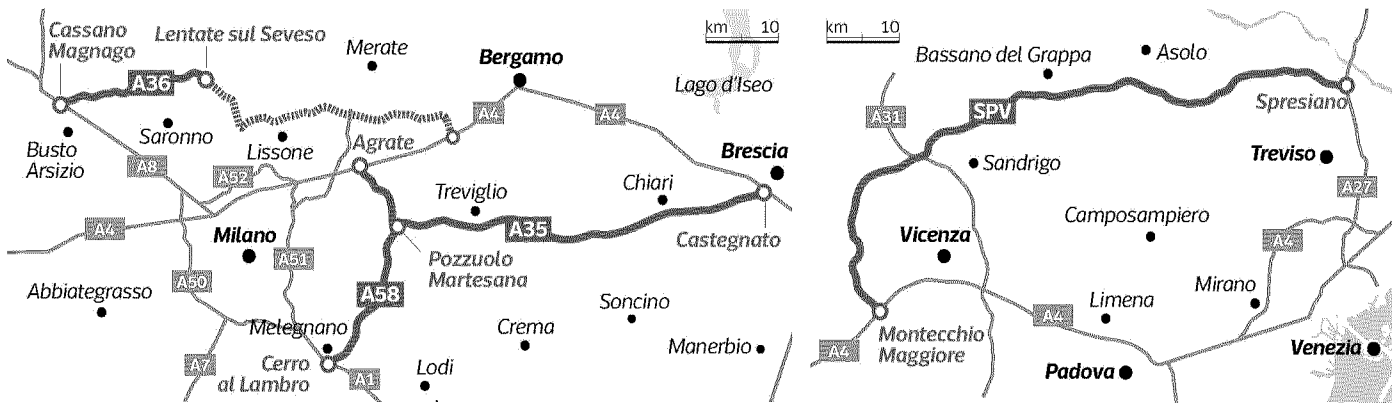 Cassano
Magnago
Lentate sul Seveso
Merate
Bergamo
km 10
Lago d'Iseo
A36
A4
A4
Saronno
Busto
Arsizio
Lissone
Agrate
A8
A52
Brescia
Treviglio
Chiari
A4
Milano
A35
Castegnato
A51
Pozzuolo
Martesana
A50
A58
Abbiategrasso
Soncino
Melegnano
Crema
Manerbio
A7
Cerro
al Lambro
A1
Lodi
km 10
Bassano del Grappa
Asolo
SPV
Spresiano
A31
Sandrigo
Treviso
A27
Camposampiero
Vicenza
A4
Mirano
Limena
A4
Montecchio
Maggiore
A4
Venezia
Padova